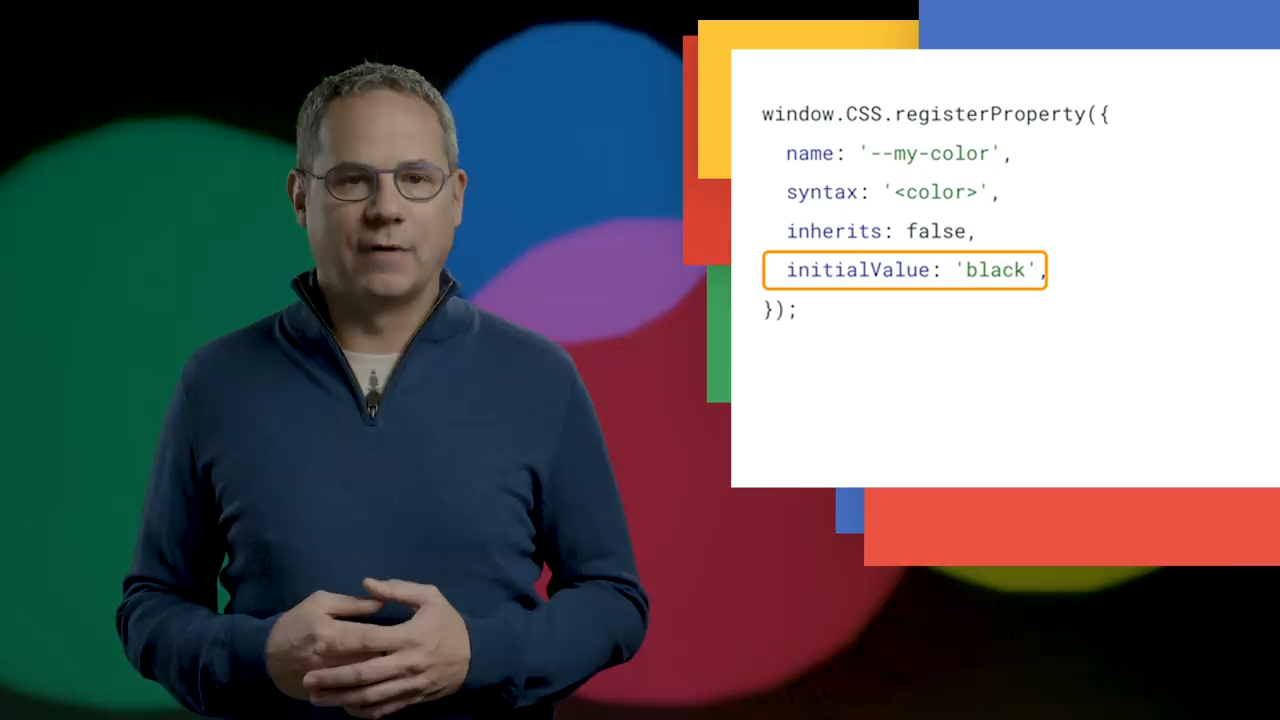 window.CSS.registerProperty({
name: '--my-color',
syntax: '<color>',
inherits: false,
initialValue: 'black',
});